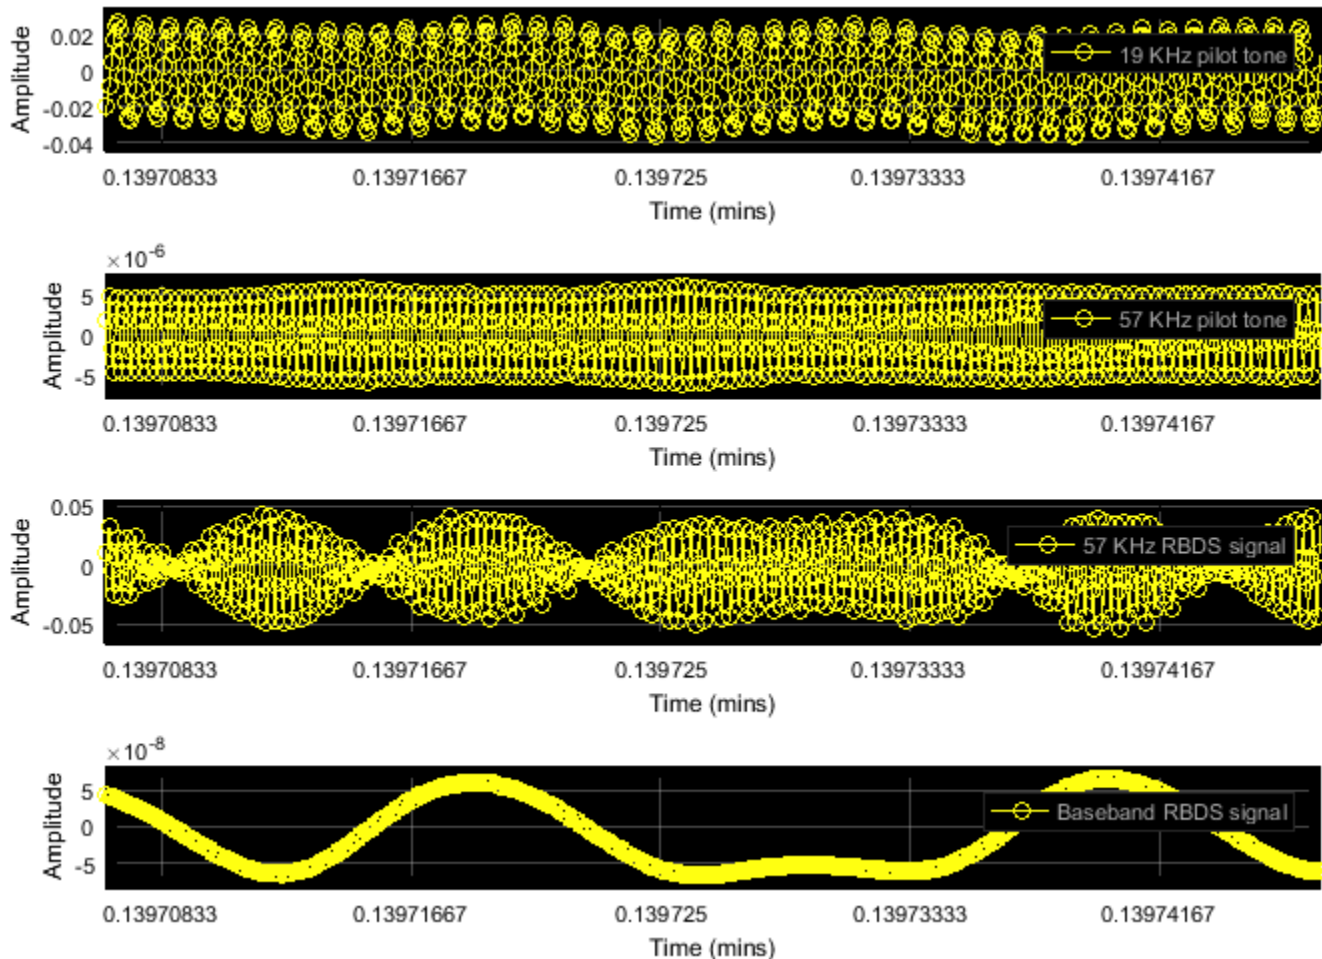 Amplitude
0.02
0
-0.02
-0.04
19 KHz pilot tone
0.13970833 0.13971667 0.139725 0.13973333 0.13974167
Time (mins)
×10-6
Amplitude
5
0
-5
57 KHz pilot tone
0.13970833 0.13971667 0.139725 0.13973333 0.13974167
Time (mins)
Amplitude
0.05
0
-0.05
57 KHz RBDS signal
0.13970833 0.13971667 0.139725 0.13973333 0.13974167
Time (mins)
×10-8
Amplitude
5
0
-5
Baseband RBDS signal
0.13970833 0.13971667 0.139725 0.13973333 0.13974167
Time (mins)